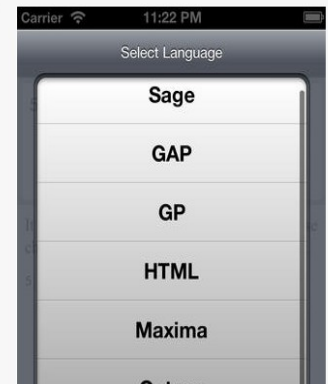 Carrier 11:22 PM
Select Language
Sage
GAP
GP
HTML
Maxima